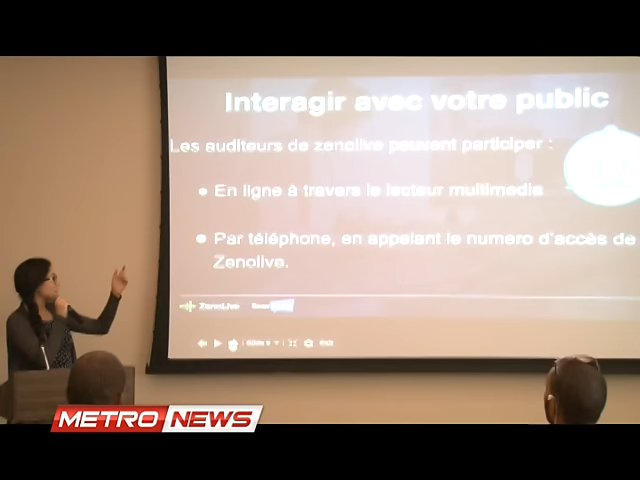 Interagir avec votre public
Les auditeurs de zenolive peuvent participer :
• En ligne à travers le lecteur multimedia
• Par téléphone, en appelant le numero d'accès de
Zenolive.
ZenoLive
METRO NEWS